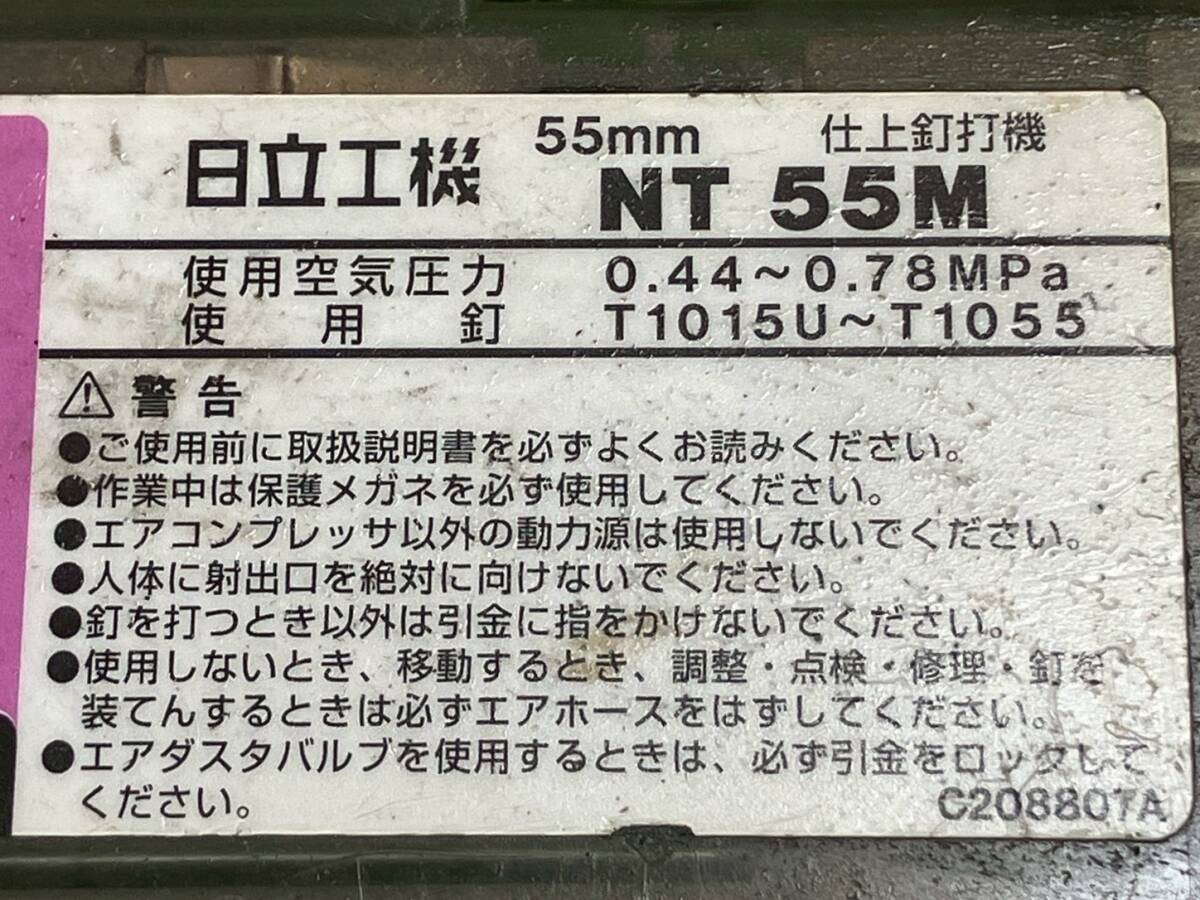 日立工機 55mm 仕上釘打機
NT 55M
使用空気圧力 0.44~0.78MPa
使用釘 T1015U~T1055
⚠警告
●ご使用前に取扱説明書を必ずよくお読みください。
●作業中は保護メガネを必ず使用してください。
●エアコンプレッサ以外の動力源は使用しないでください。
●人体に射出口を絶対に向けないでください。
●釘を打つとき以外は引金に指をかけないでください。
●使用しないとき、移動するとき、調整・点検・修理・釘を
装てんするときは必ずエアホースをはずしてください。
●エアダスタバルブを使用するときは、必ず引金をロックして
ください。 C208807A